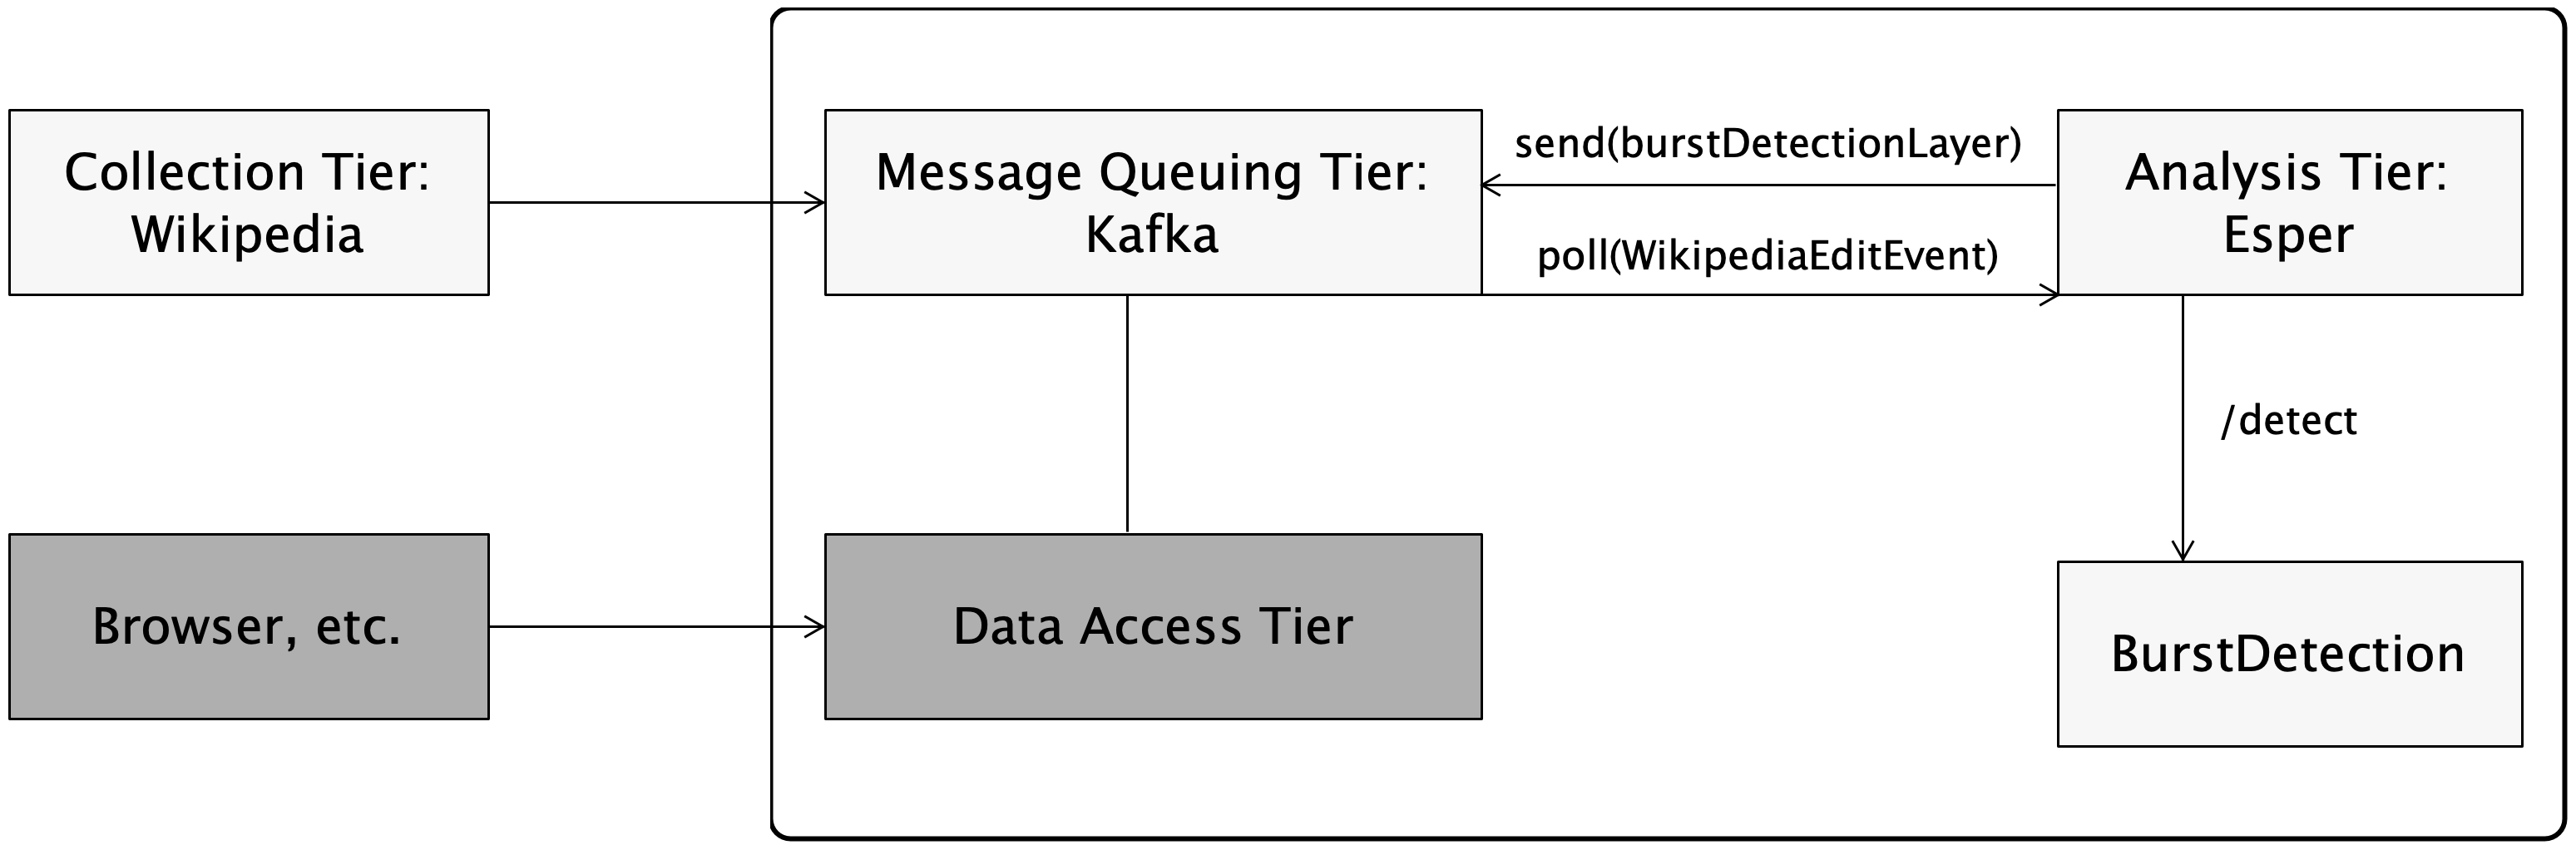 Collection Tier:
Wikipedia
Message Queuing Tier:
Kafka
send(burstDetectionLayer)
poll(WikipediaEditEvent)
Analysis Tier:
Esper
/detect
Browser, etc.
Data Access Tier
BurstDetection